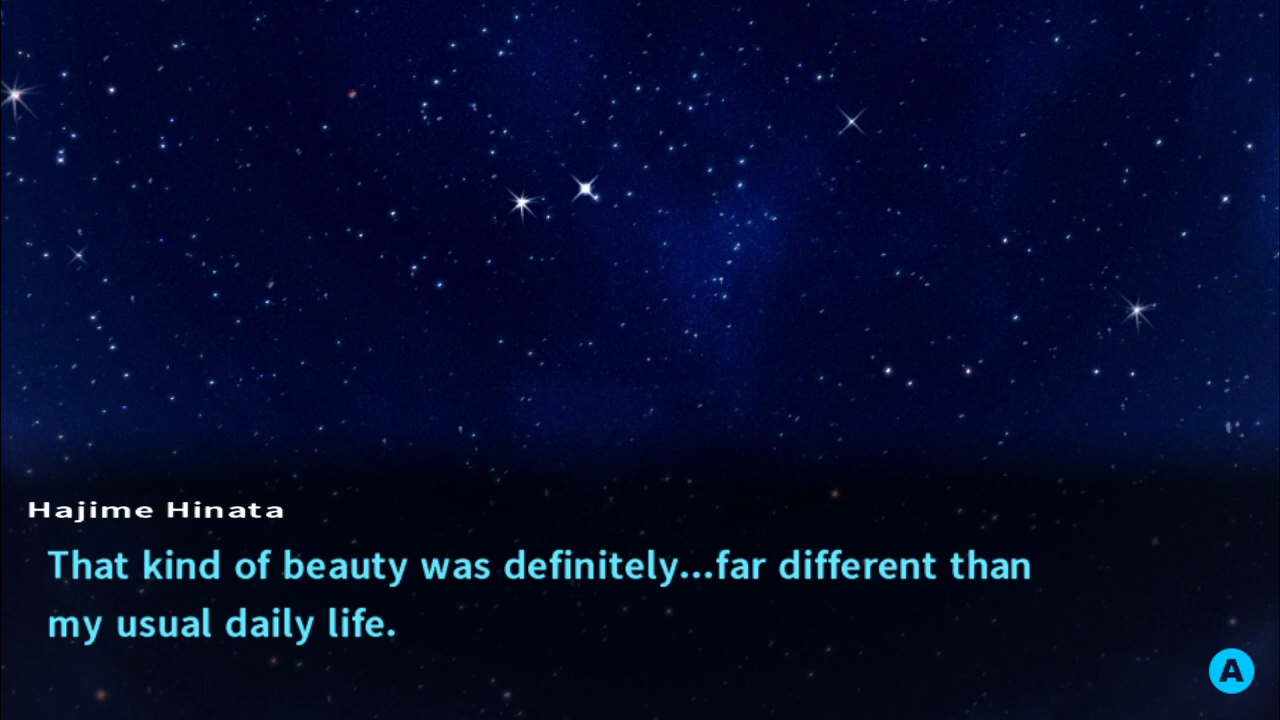 Hajime Hinata
That kind of beauty was definitely...far different than
my usual daily life.
A